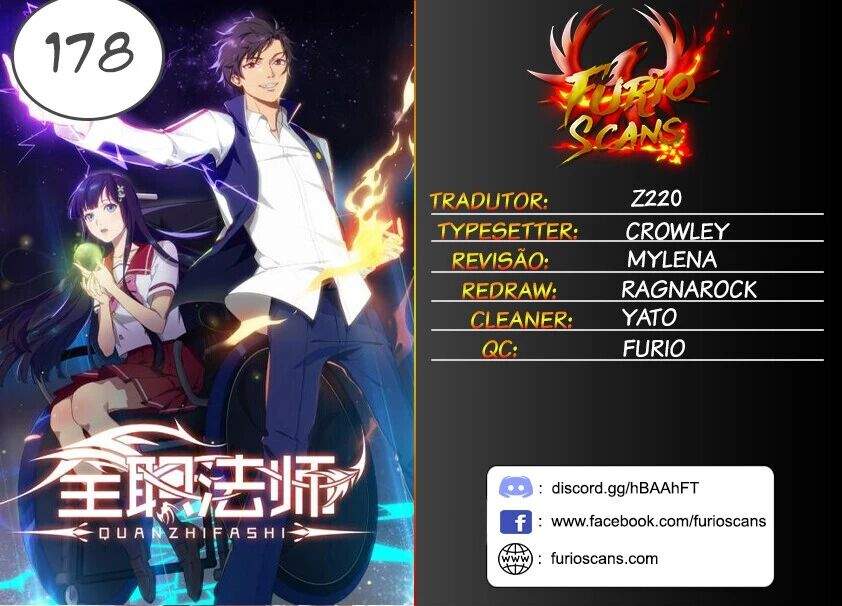 178
全职法师
QUANZHIFASHI
FURIO
SCANS
TRADUTOR: Z220
TYPESETTER: CROWLEY
REVISÃO: MYLENA
REDRAW: RAGNAROCK
CLEANER: YATO
QC: FURIO
: discord.gg/hBAAhFT
f : www.facebook.com/furioscans
www : furioscans.com